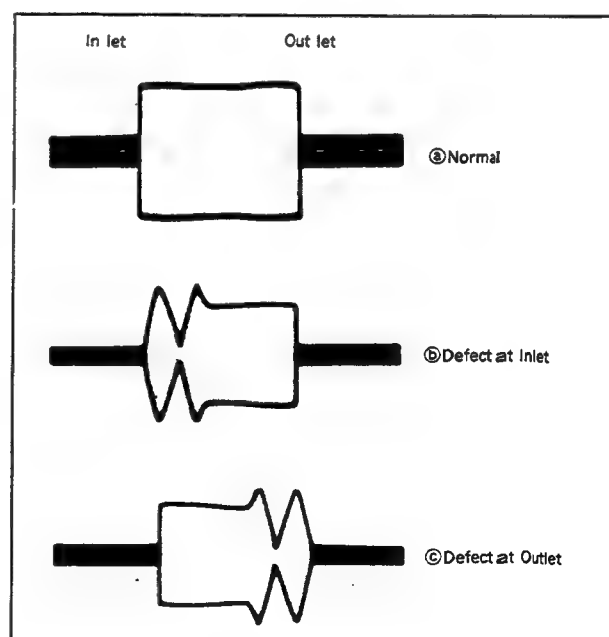 In let Out let
ⓐNormal
ⓑDefect at Inlet
ⓒDefect at Outlet